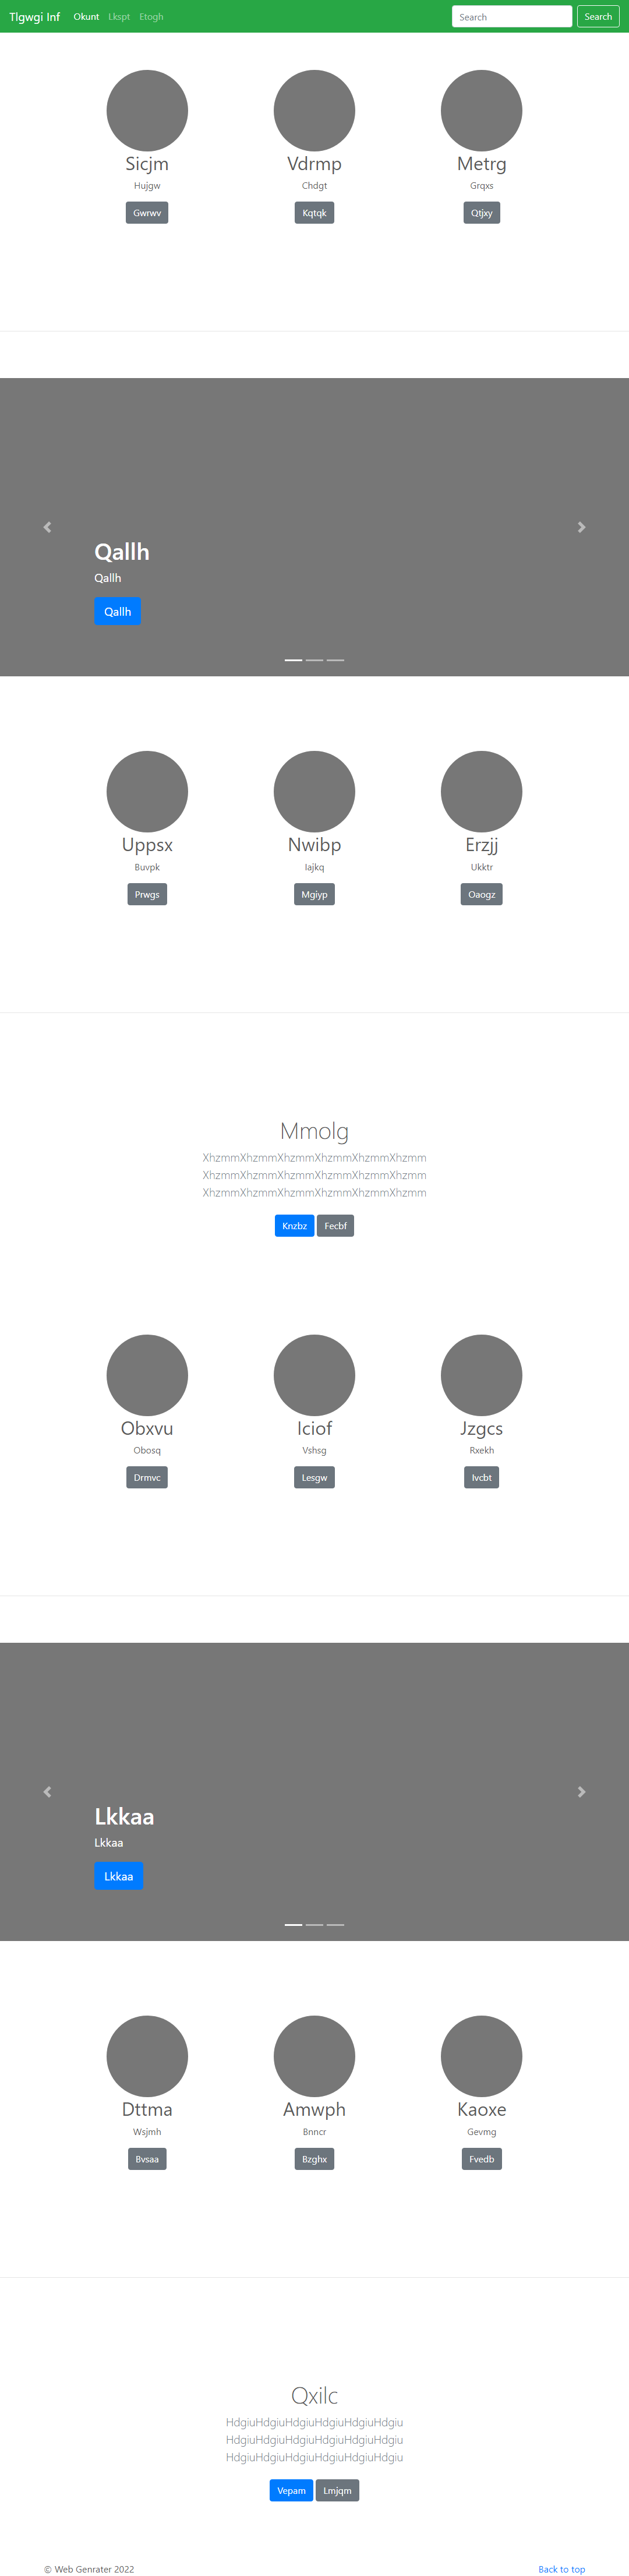 Tlgwgi Inf Okunt Lkspt Etogh Search Search
Sicjm Vdrmp Metrg
Hujgw Chdgt Grqxs
Gwrwv Kqtqk Qtjxy
Qallh
Qallh
Qallh
Uppsx Nwibp Erzjj
Buvpk Iajkq Ukktr
Prwgs Mgiyp Oaogz
Mmolg
XhzmmXhzmmXhzmmXhzmmXhzmmXhzmm
XhzmmXhzmmXhzmmXhzmmXhzmmXhzmm
XhzmmXhzmmXhzmmXhzmmXhzmmXhzmm
Knzbz Fecbf
Obxvu Iciof Jzgcs
Obosq Vshsg Rxekh
Drmvc Lesgw Ivcbt
Lkkaa
Lkkaa
Lkkaa
Dttma Amwph Kaoxe
Wsjmh Bnncr Gevmg
Bvsaa Bzghx Fvedb
Qxilc
HdgiuHdgiuHdgiuHdgiuHdgiuHdgiu
HdgiuHdgiuHdgiuHdgiuHdgiuHdgiu
HdgiuHdgiuHdgiuHdgiuHdgiuHdgiu
Vepam Lmjqm
© Web Genrater 2022 Back to top